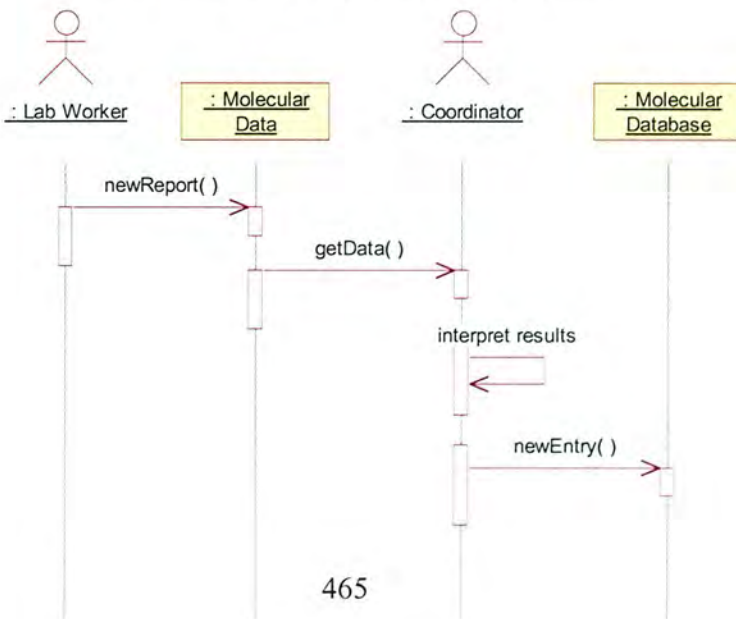 : Lab Worker
: Molecular
Data
: Coordinator
: Molecular
Database
newReport( )
getData( )
interpret results
newEntry( )
465